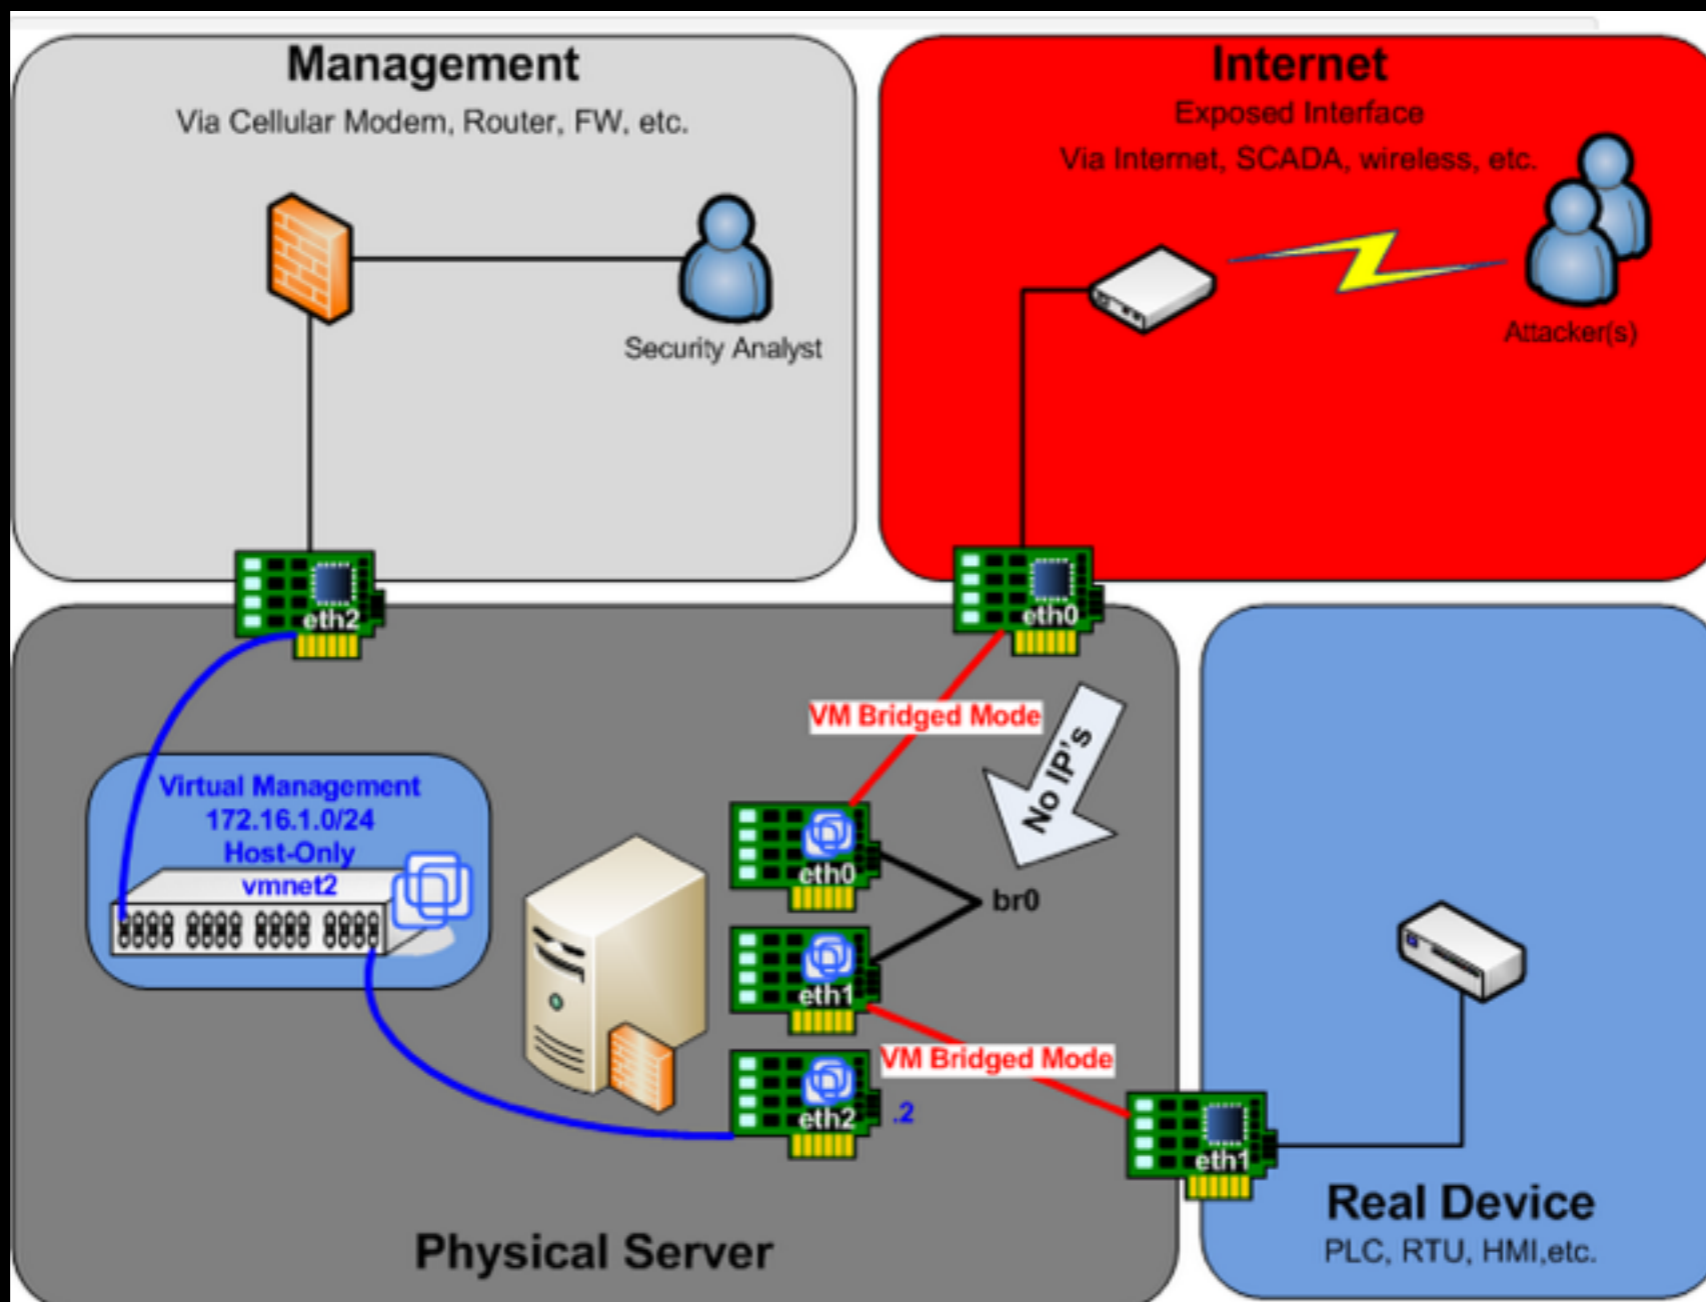 Management
Via Cellular Modem, Router, FW, etc.
Security Analyst
Internet
Exposed Interface
Via Internet, SCADA, wireless, etc.
Attacker(s)
eth2
eth0
VM Bridged Mode
No IP's
Virtual Management
172.16.1.0/24
Host-Only
vmnet2
eth0
br0
eth1
VM Bridged Mode
eth2
.2
eth1
Physical Server
Real Device
PLC, RTU, HMI,etc.